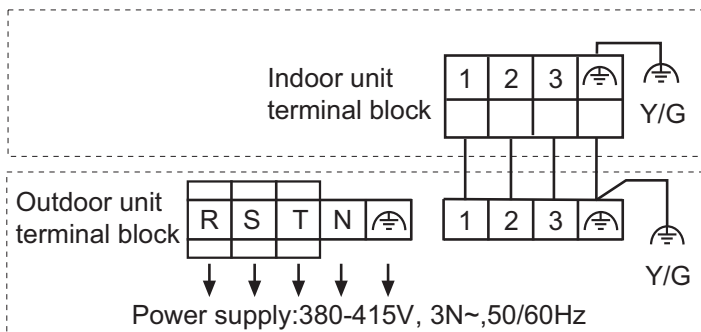 Indoor unit
terminal block
1 2 3
Y/G
Outdoor unit
terminal block
R S T N
1 2 3
Y/G
Power supply:380-415V, 3N~,50/60Hz